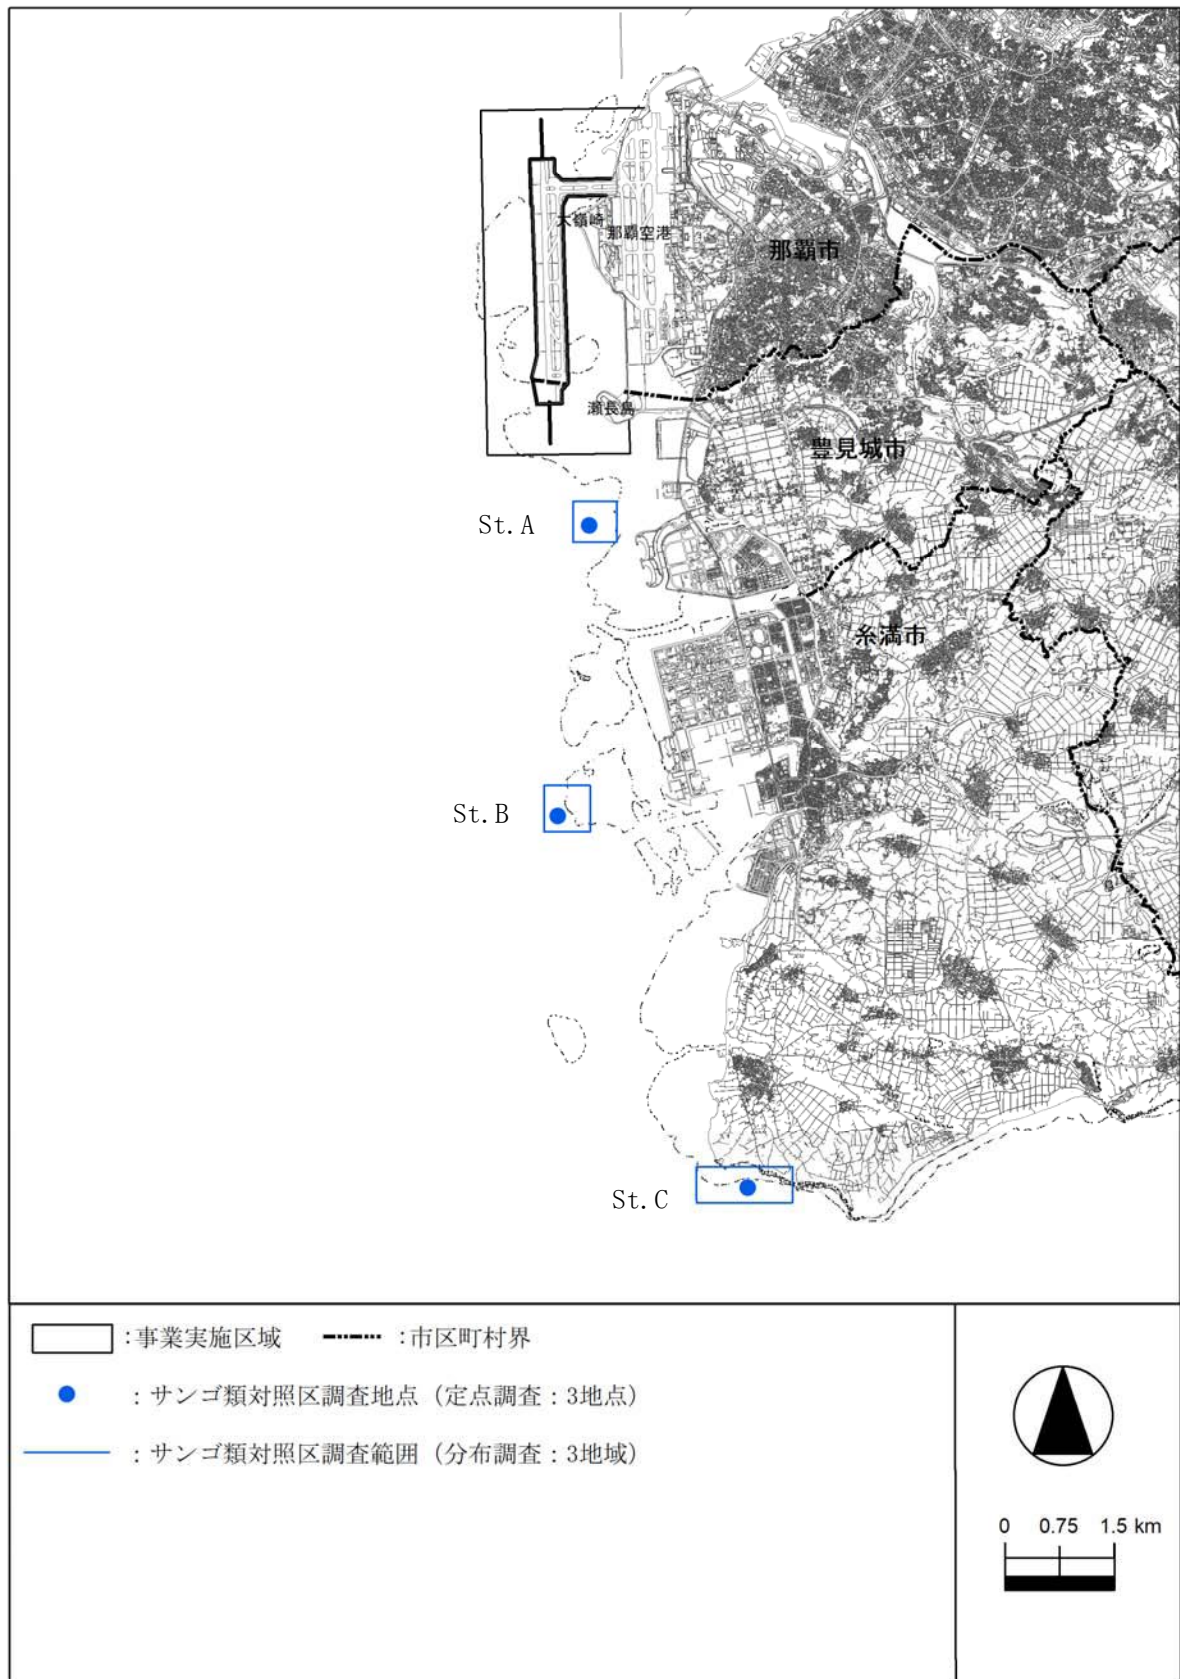 大嶺崎
那覇空港
那覇市
瀬長島
豊見城市
St.A
糸満市
St.B
St.C
:事業実施区域
:市区町村界
:サンゴ類対照区調査地点（定点調査:3地点）
:サンゴ類対照区調査範囲（分布調査:3地域）
0 0.75 1.5 km